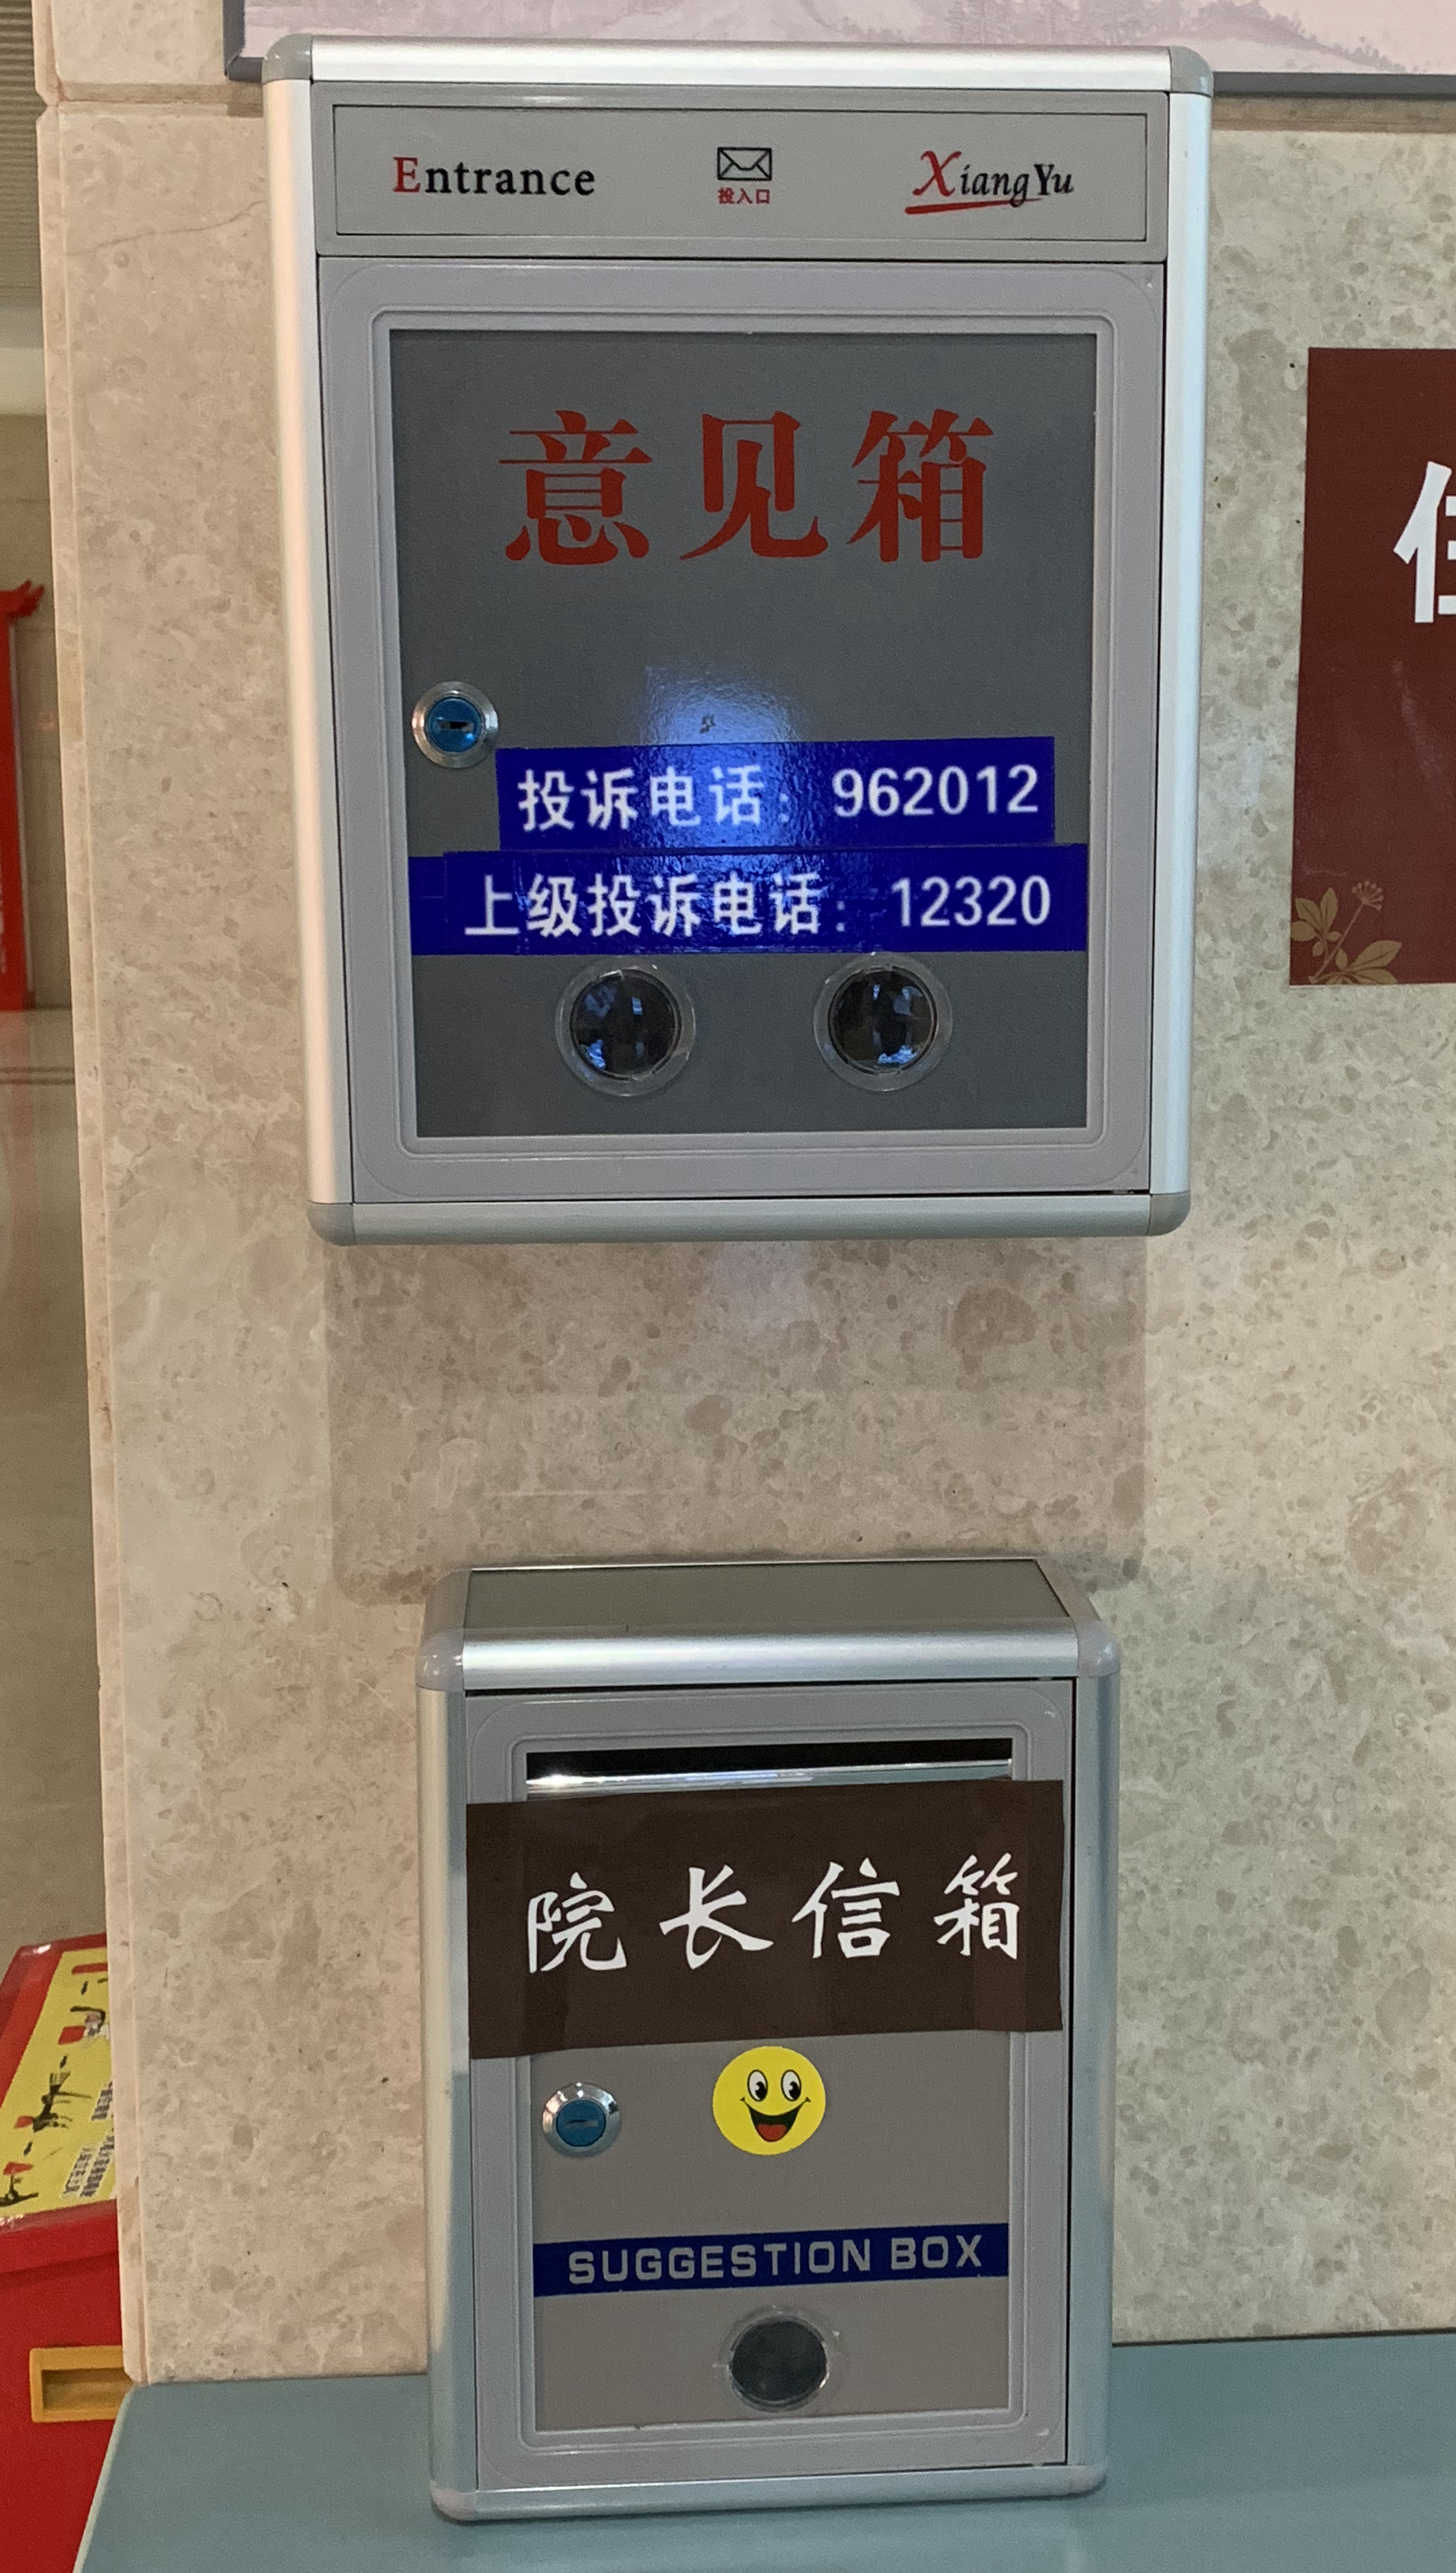 Entrance
投入口
XiangYu
意见箱
投诉电话： 962012
上级投诉电话： 12320
院长信箱
SUGGESTION BOX